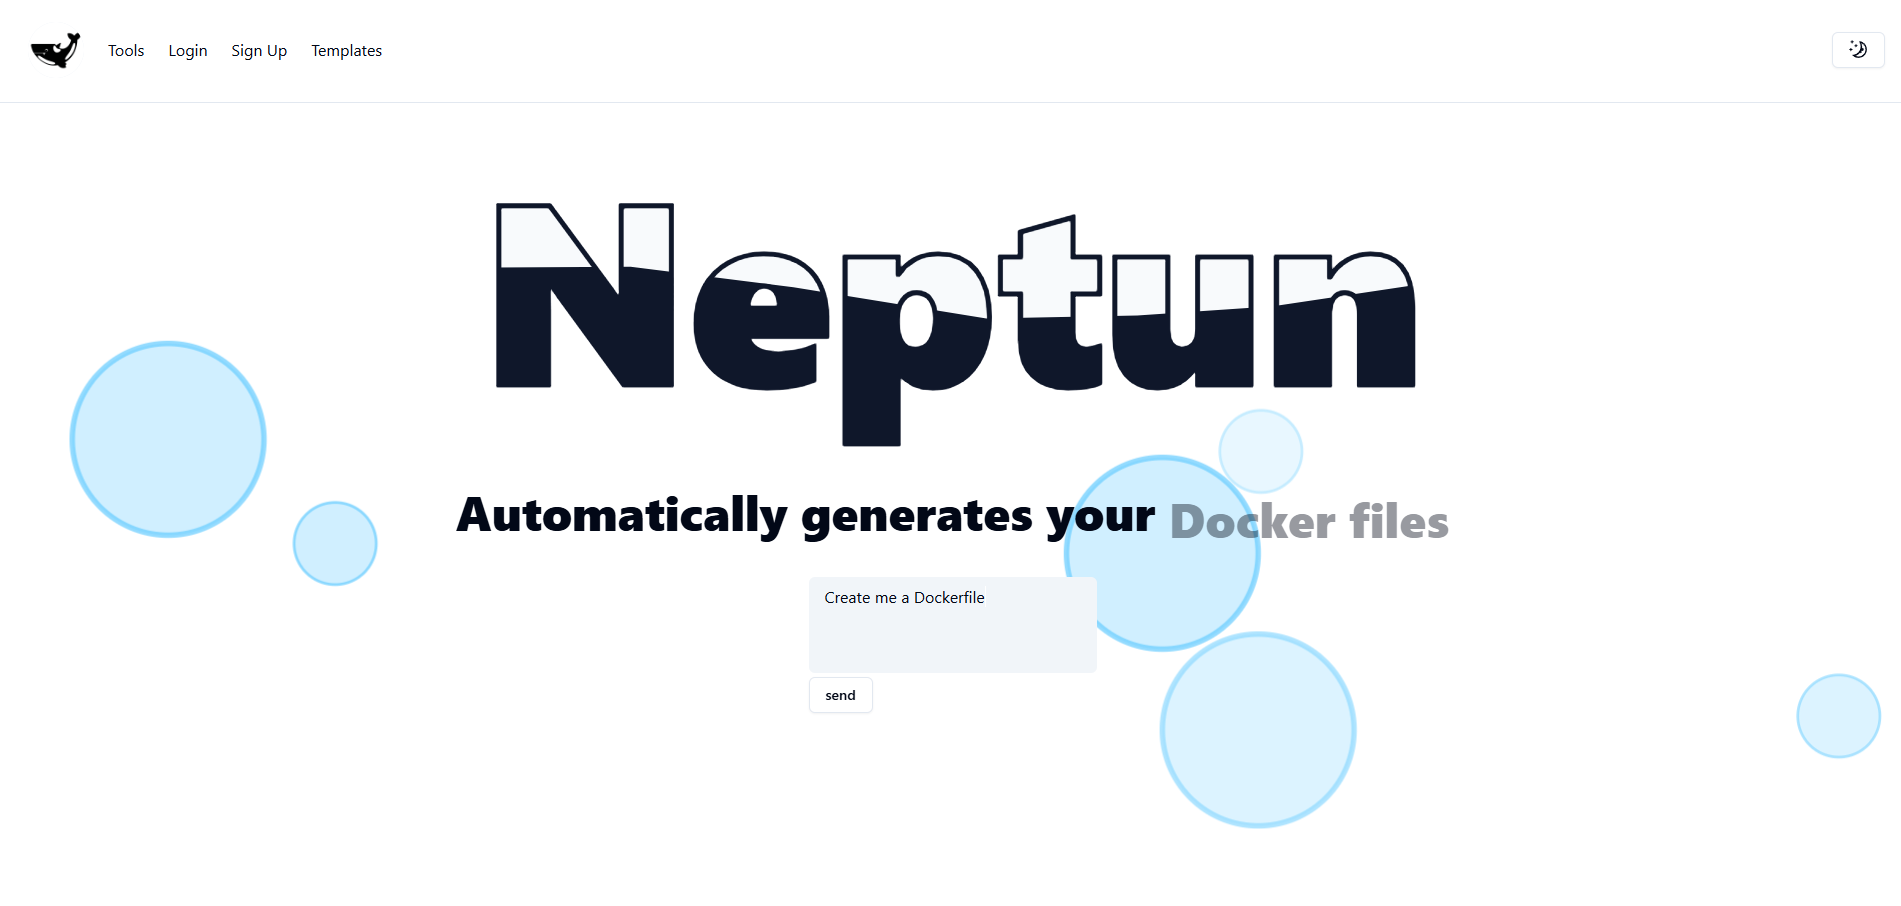 Tools Login Sign Up Templates
Neptun
Automatically generates your Docker files
Create me a Dockerfile
send